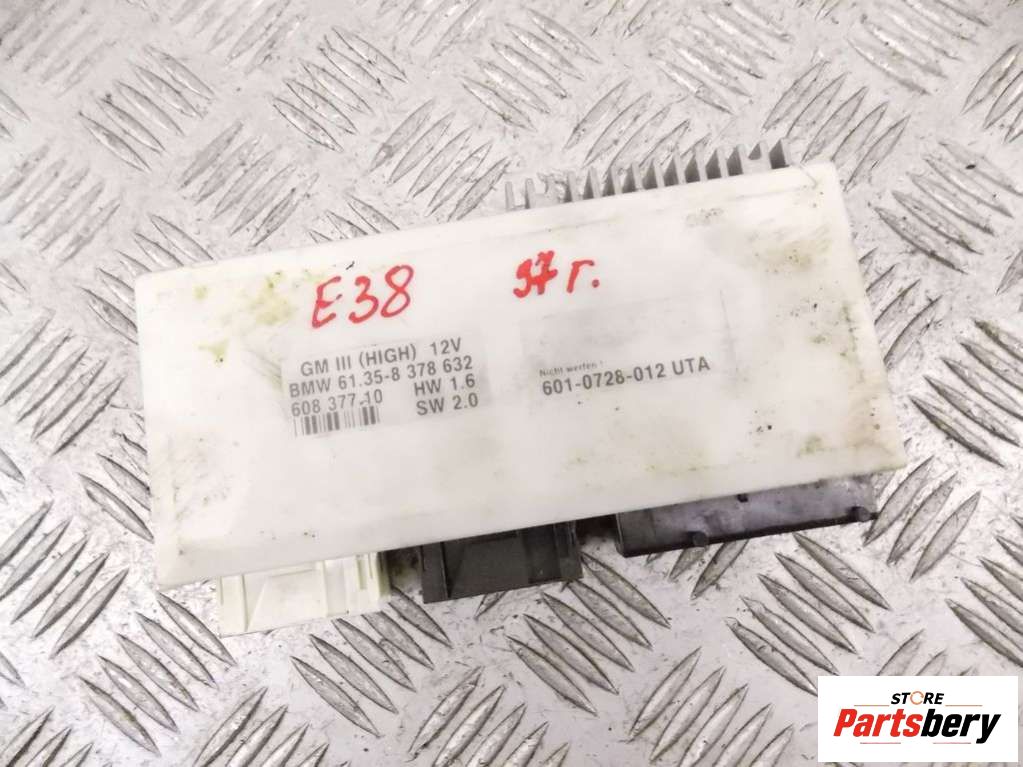 E38 97г.
GM III (HIGH) 12V
BMW 61.35-8 378 632
608 377.10 HW 1.6
SW 2.0
Nicht werfen !
601-0728-012 UTA
STORE
Partsbery